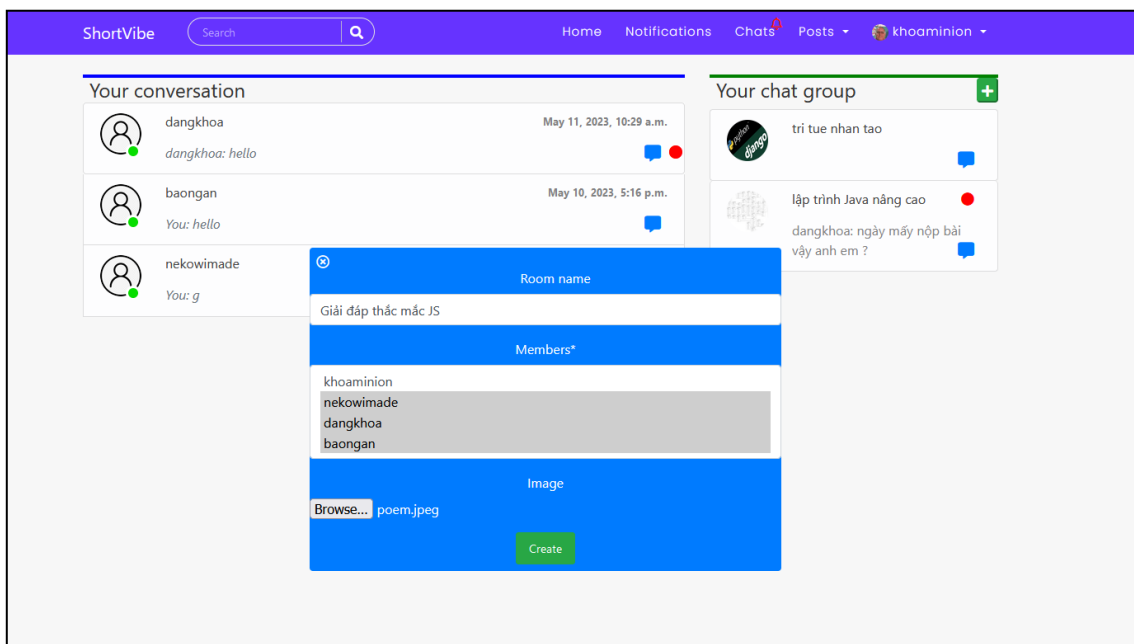 ShortVibe
Search
Home
Notifications
Chats
Posts
khoaminion
Your conversation
dangkhoa
May 11, 2023, 10:29 a.m.
dangkhoa: hello
baongan
May 10, 2023, 5:16 p.m.
You: hello
nekowimade
You: g
Your chat group
+
python
django
tri tue nhan tao
lập trình Java nâng cao
dangkhoa: ngày mấy nộp bài
vậy anh em ?
Room name
Giải đáp thắc mắc JS
Members*
khoaminion
nekowimade
dangkhoa
baongan
Image
Browse... poem.jpeg
Create